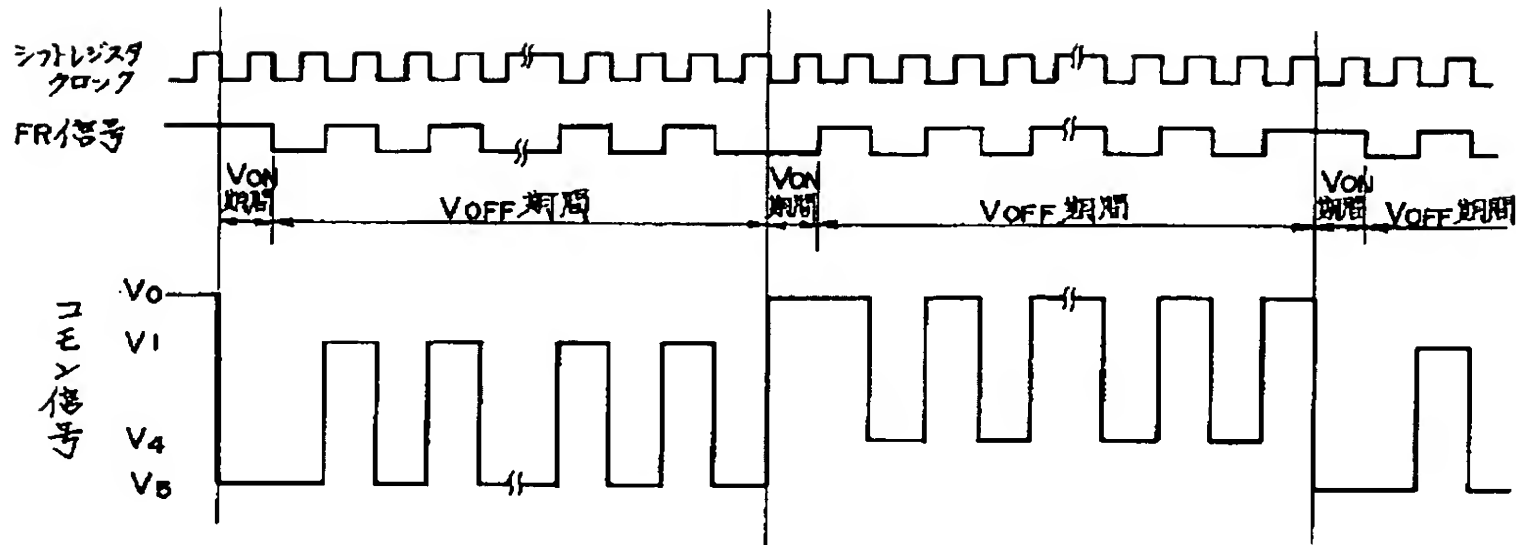 シフトレジスタ
クロック
FR信号
VON
期間
VOFF期間
VON
期間
VOFF期間
VON
期間
VOFF期間
コモン信号
V0
V1
V4
V5